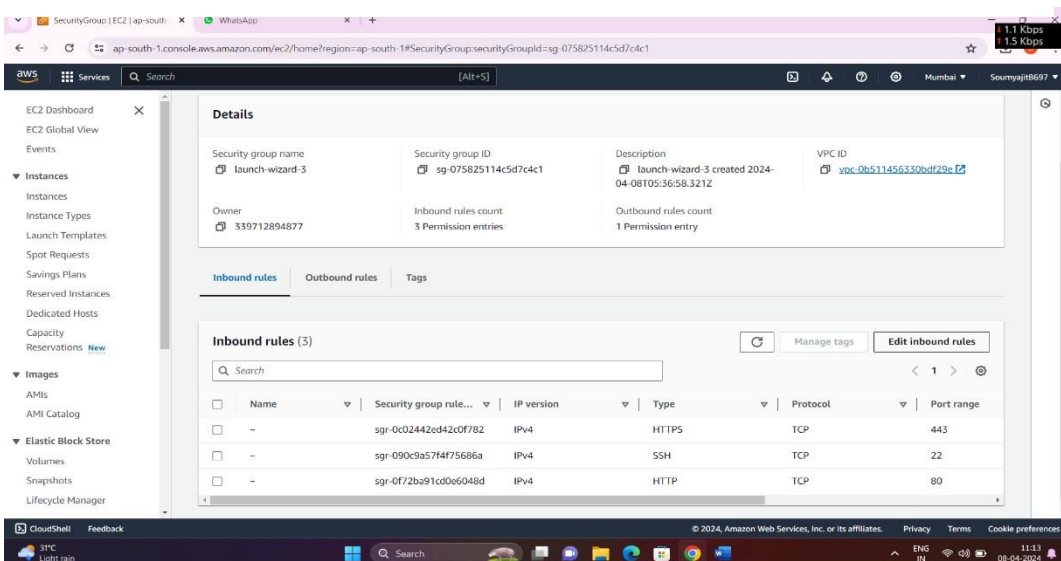 SecurityGroup | EC2 | ap-south-
WhatsApp
1.1 Kbps
1.5 Kbps
ap-south-1.console.aws.amazon.com/ec2/home?region=ap-south-1#SecurityGroup:securityGroupId=sg-075825114c5d7c4c1
aws Services Search [Alt+S] Mumbai Soumyajit8697
EC2 Dashboard
EC2 Global View
Events
Instances
Instances
Instance Types
Launch Templates
Spot Requests
Savings Plans
Reserved Instances
Dedicated Hosts
Capacity
Reservations New
Images
AMIs
AMI Catalog
Elastic Block Store
Volumes
Snapshots
Lifecycle Manager
Details
Security group name
launch-wizard-3
Security group ID
sg-075825114c5d7c4c1
Description
launch-wizard-3 created 2024-
04-08T05:36:58.321Z
VPC ID
vpc-0b511456330bdf29e
Owner
339712894877
Inbound rules count
3 Permission entries
Outbound rules count
1 Permission entry
Inbound rules Outbound rules Tags
Inbound rules (3) Manage tags Edit inbound rules
Search 1
Name Security group rule... IP version Type Protocol Port range
– sgr-0c02442ed42c0f782 IPv4 HTTPS TCP 443
– sgr-090c9a57f4f75686a IPv4 SSH TCP 22
– sgr-0f72ba91cd0e6048d IPv4 HTTP TCP 80
CloudShell Feedback © 2024, Amazon Web Services, Inc. or its affiliates. Privacy Terms Cookie preferences
31°C
Light rain
Search
ENG
IN
11:13
08-04-2024